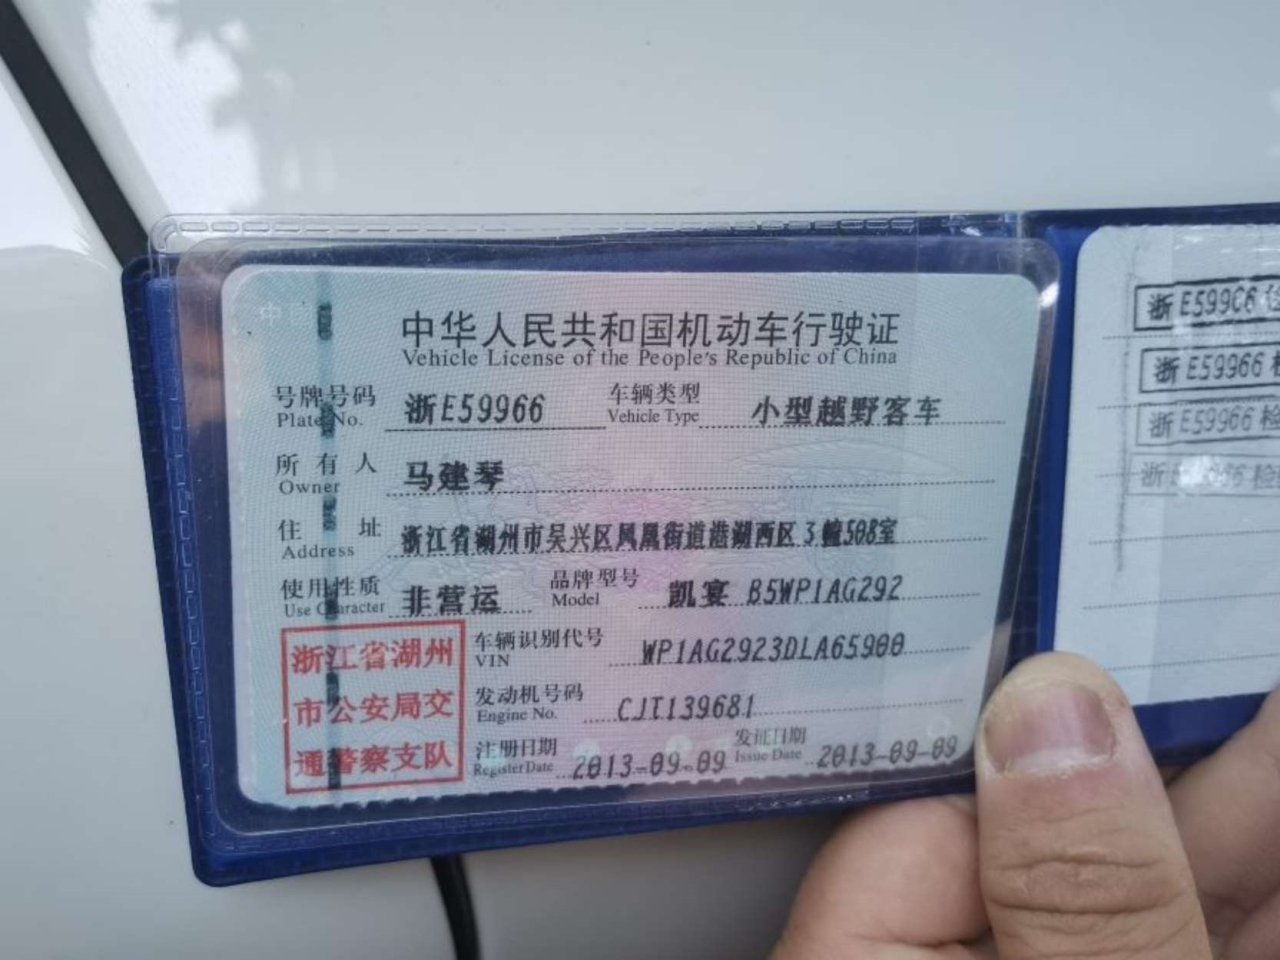 中华人民共和国机动车行驶证
Vehicle License of the People's Republic of China
号牌号码 浙E59966 车辆类型 小型越野客车
Plate No. Vehicle Type
所有人 马建琴
Owner
住址 浙江省湖州市吴兴区凤凰街道港湖西区3幢508室
Address
使用性质 非营运 品牌型号 凯宴 B5WP1AG292
Use Character Model
浙江省湖州
市公安局交
通警察支队
车辆识别代号 WP1AG2923DLA65900
VIN
发动机号码 CJT139681
Engine No.
注册日期 2013-09-09 发证日期 2013-09-09
Register Date Issue Date
浙E59966
浙E59966 检
浙E59966 检